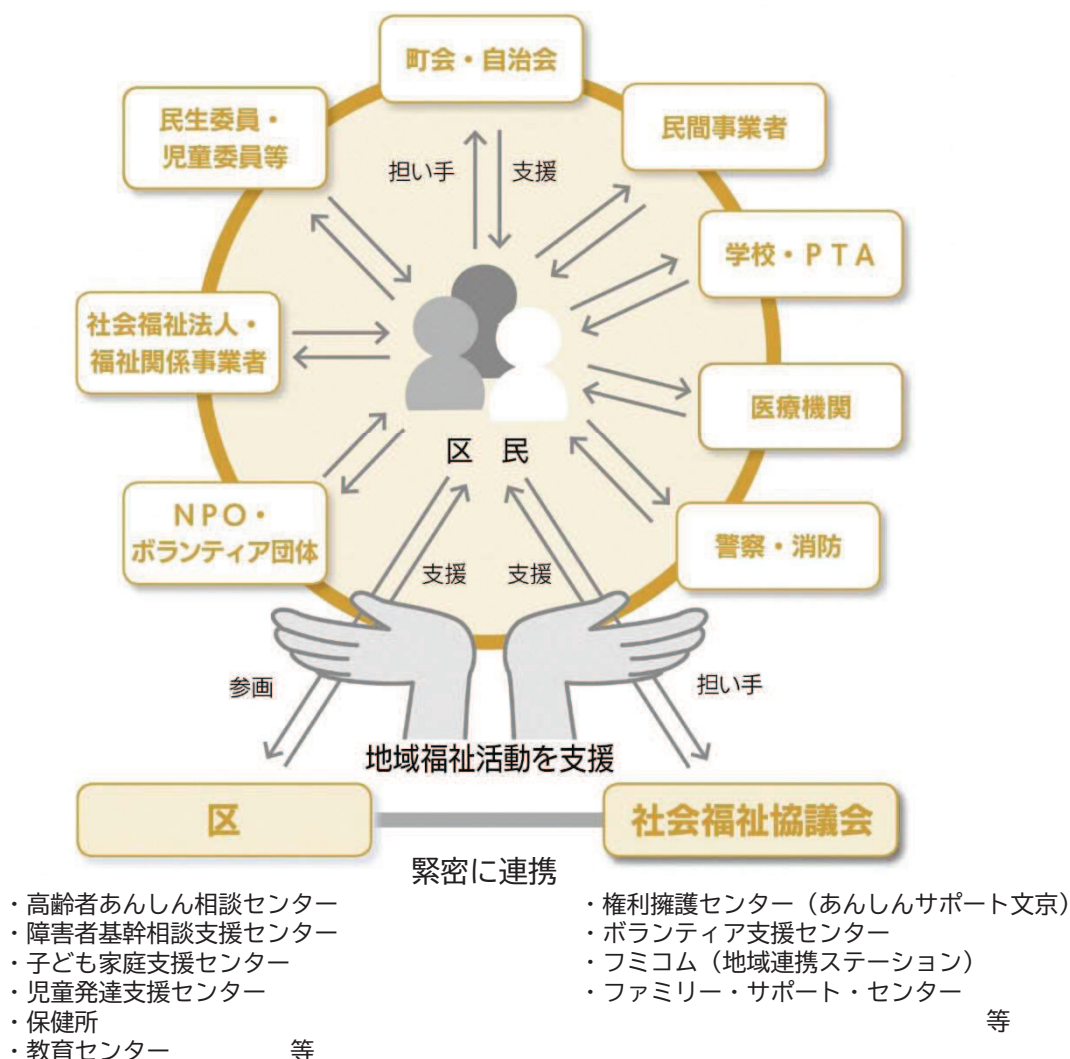 町会・自治会
民生委員・
児童委員等
民間事業者
担い手
支援
学校・ＰＴＡ
社会福祉法人・
福祉関係事業者
医療機関
区 民
ＮＰＯ・
ボランティア団体
警察・消防
支援
支援
参画
担い手
地域福祉活動を支援
区
社会福祉協議会
緊密に連携
・高齢者あんしん相談センター
・障害者基幹相談支援センター
・子ども家庭支援センター
・児童発達支援センター
・保健所
・教育センター 等
・権利擁護センター（あんしんサポート文京）
・ボランティア支援センター
・フミコム（地域連携ステーション）
・ファミリー・サポート・センター
等